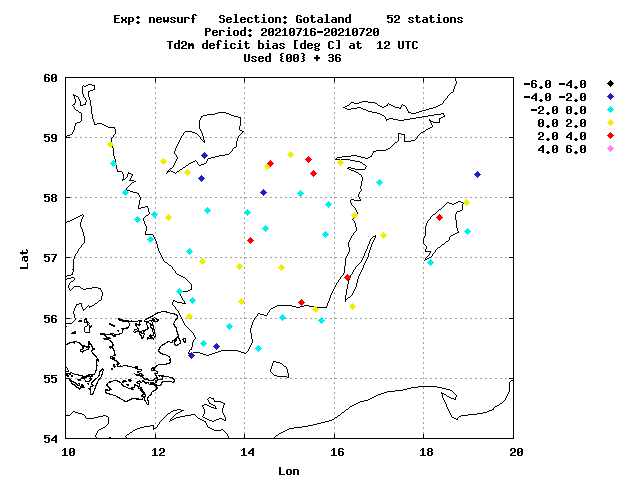 Exp: newsurf   Selection: Gotaland     52 stations
Period: 20210716-20210720
Td2m deficit bias [deg C] at  12 UTC
Used {00} + 36
60
59
58
57
56
55
54
Lat
10 12 14 16 18 20
Lon
-6.0 -4.0
-4.0 -2.0
-2.0 0.0
0.0 2.0
2.0 4.0
4.0 6.0